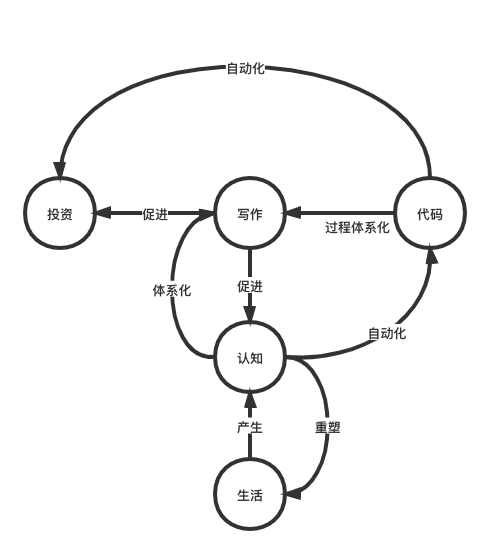 自动化
投资
促进
写作
代码
过程体系化
体系化
促进
自动化
认知
产生
重塑
生活